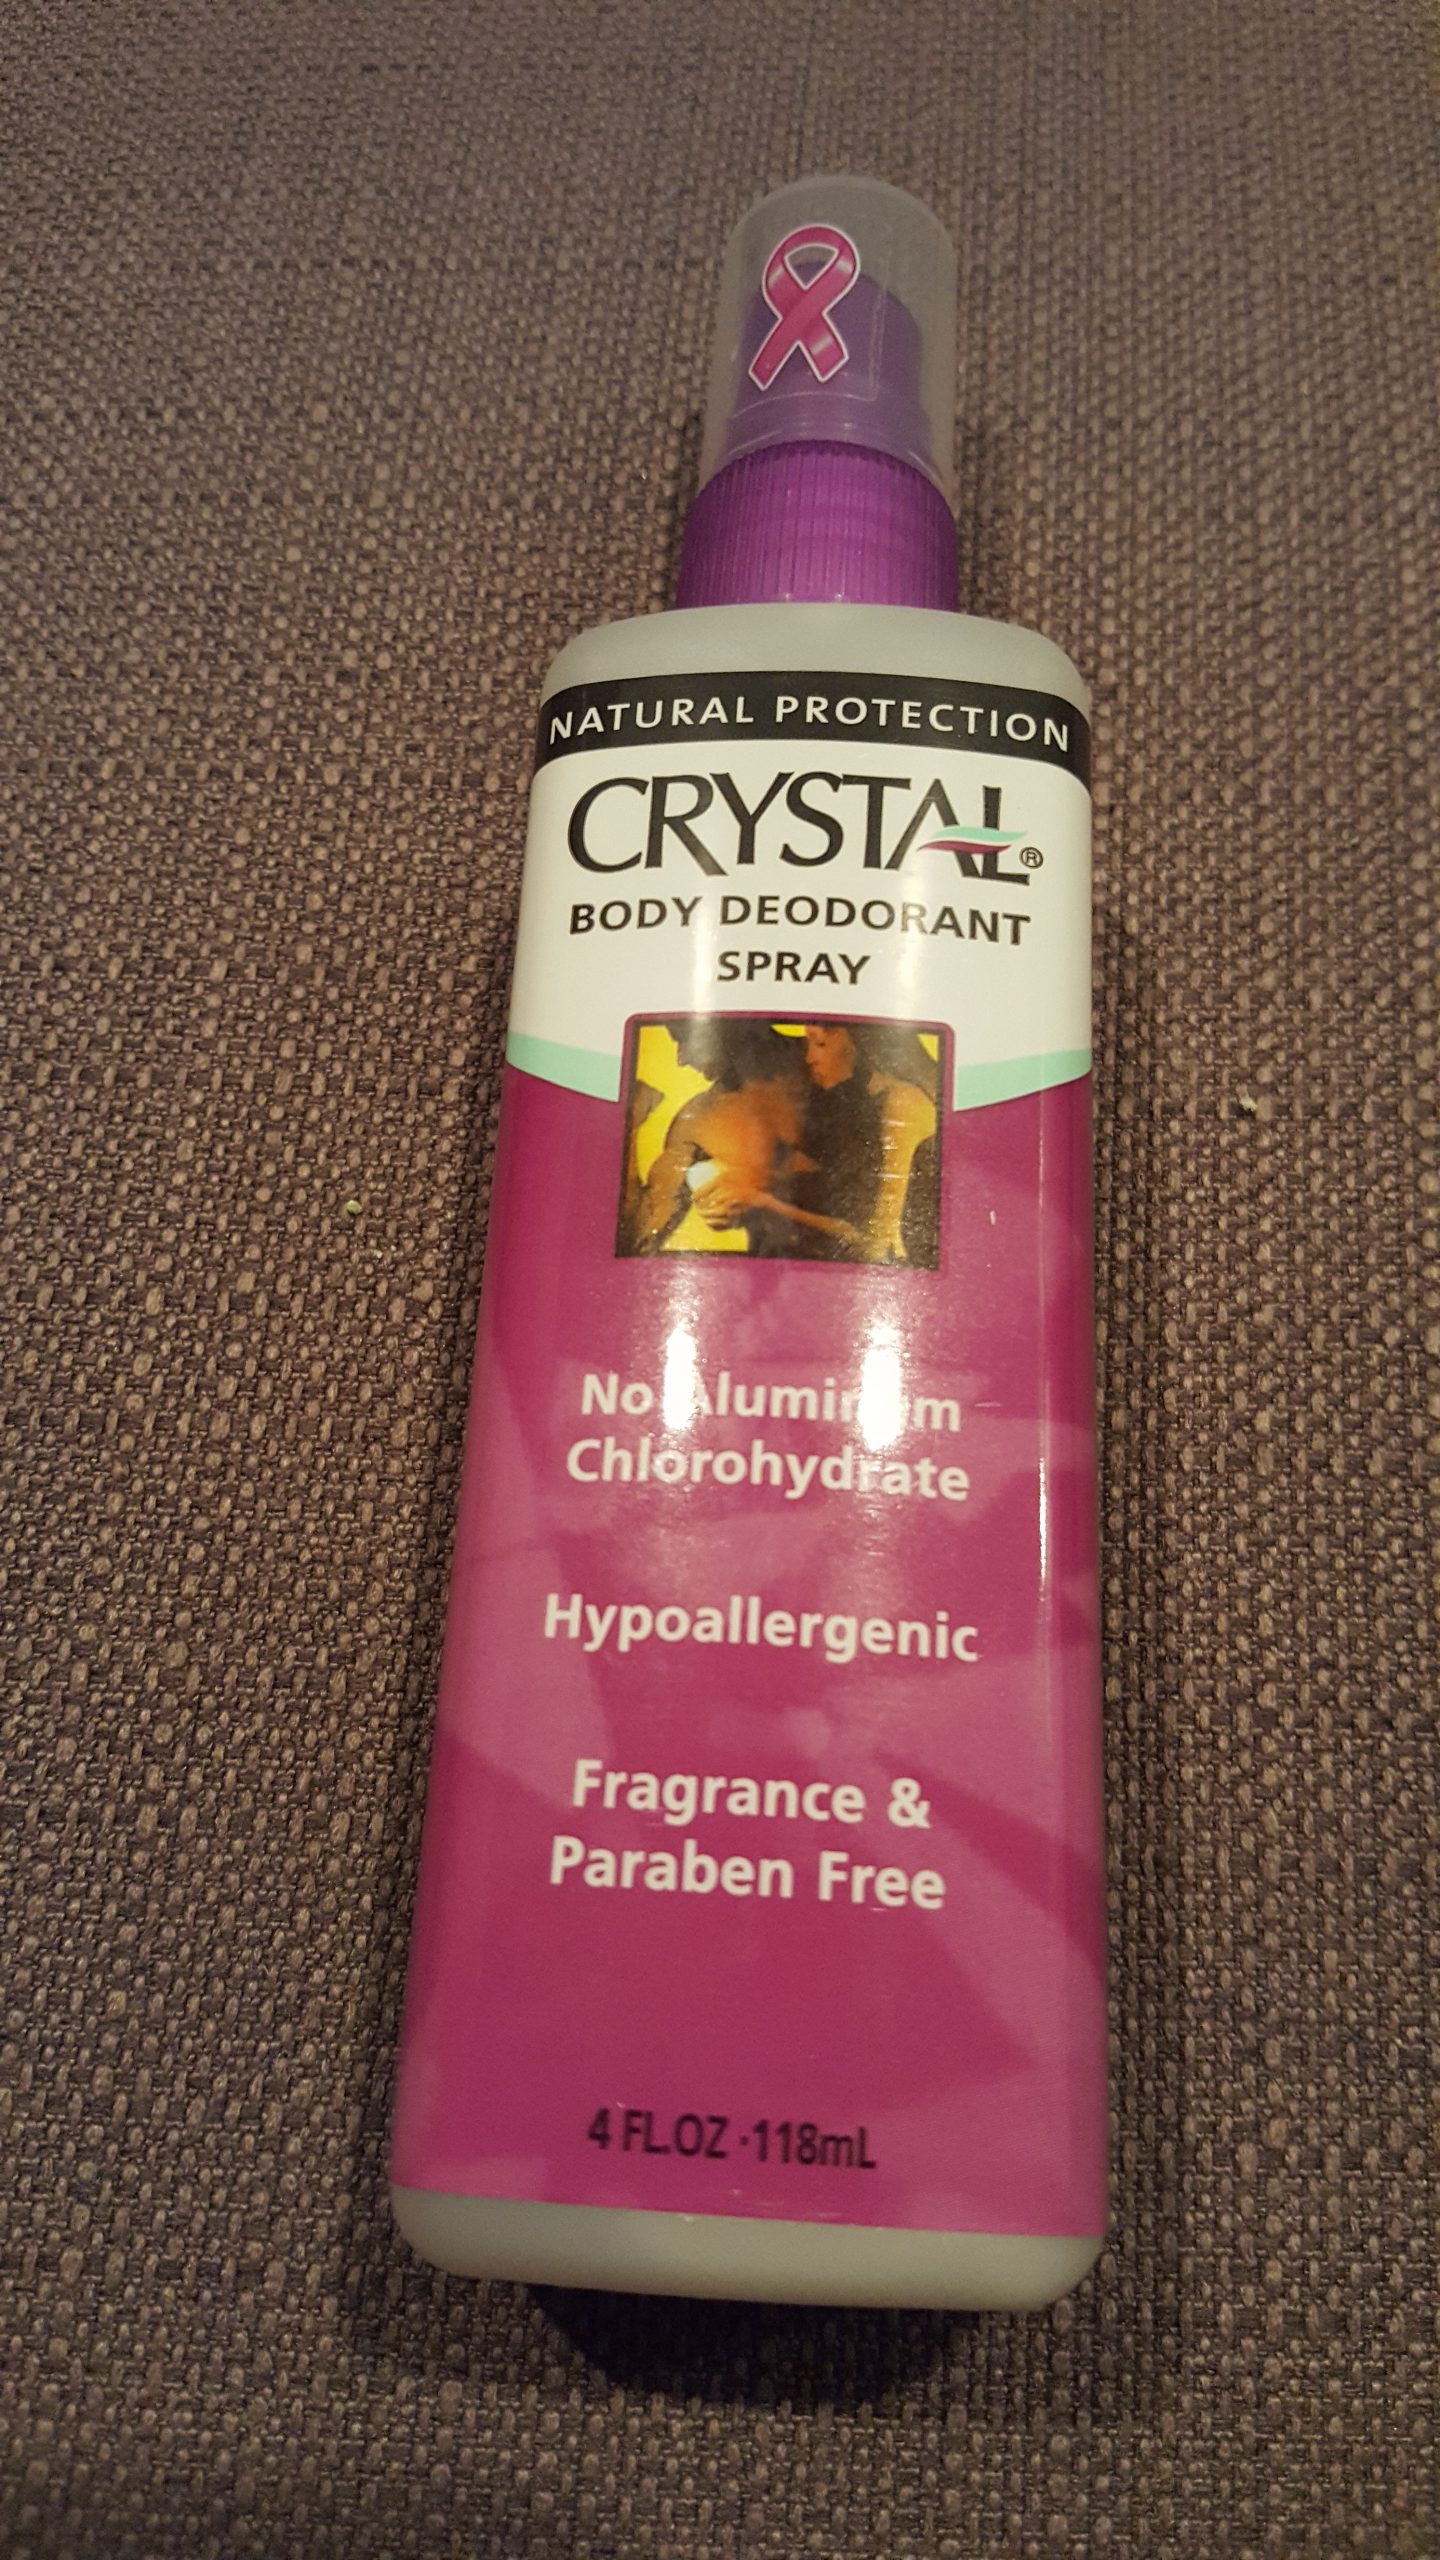 NATURAL PROTECTION
CRYSTAL®
BODY DEODORANT
SPRAY
No Aluminum
Chlorohydrate
Hypoallergenic
Fragrance &
Paraben Free
4 FL.OZ · 118mL